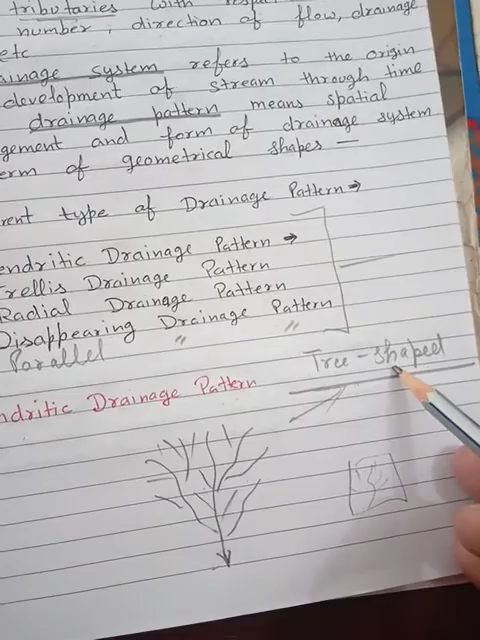 tributaries with
number, direction of flow, drainage
etc
ainage system refers to the origin
development of stream through time
drainage pattern means spatial
gement and form of drainage system
erm of geometrical shapes —
rent type of Drainage Pattern →
endritic Drainage Pattern →
Trellis Drainage Pattern
Radial Drainage Pattern
Disappearing Drainage Pattern
Parallel " "
Tree-shaped
ndritic Drainage Pattern